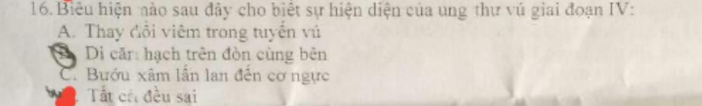 16. Biểu hiện nào sau đây cho biết sự hiện diện của ung thư vú giai đoạn IV:
A. Thay đổi viêm trong tuyến vú
Di căn hạch trên đòn cùng bên
C. Bướu xâm lấn lan đến cơ ngực
Tất cả đều sai